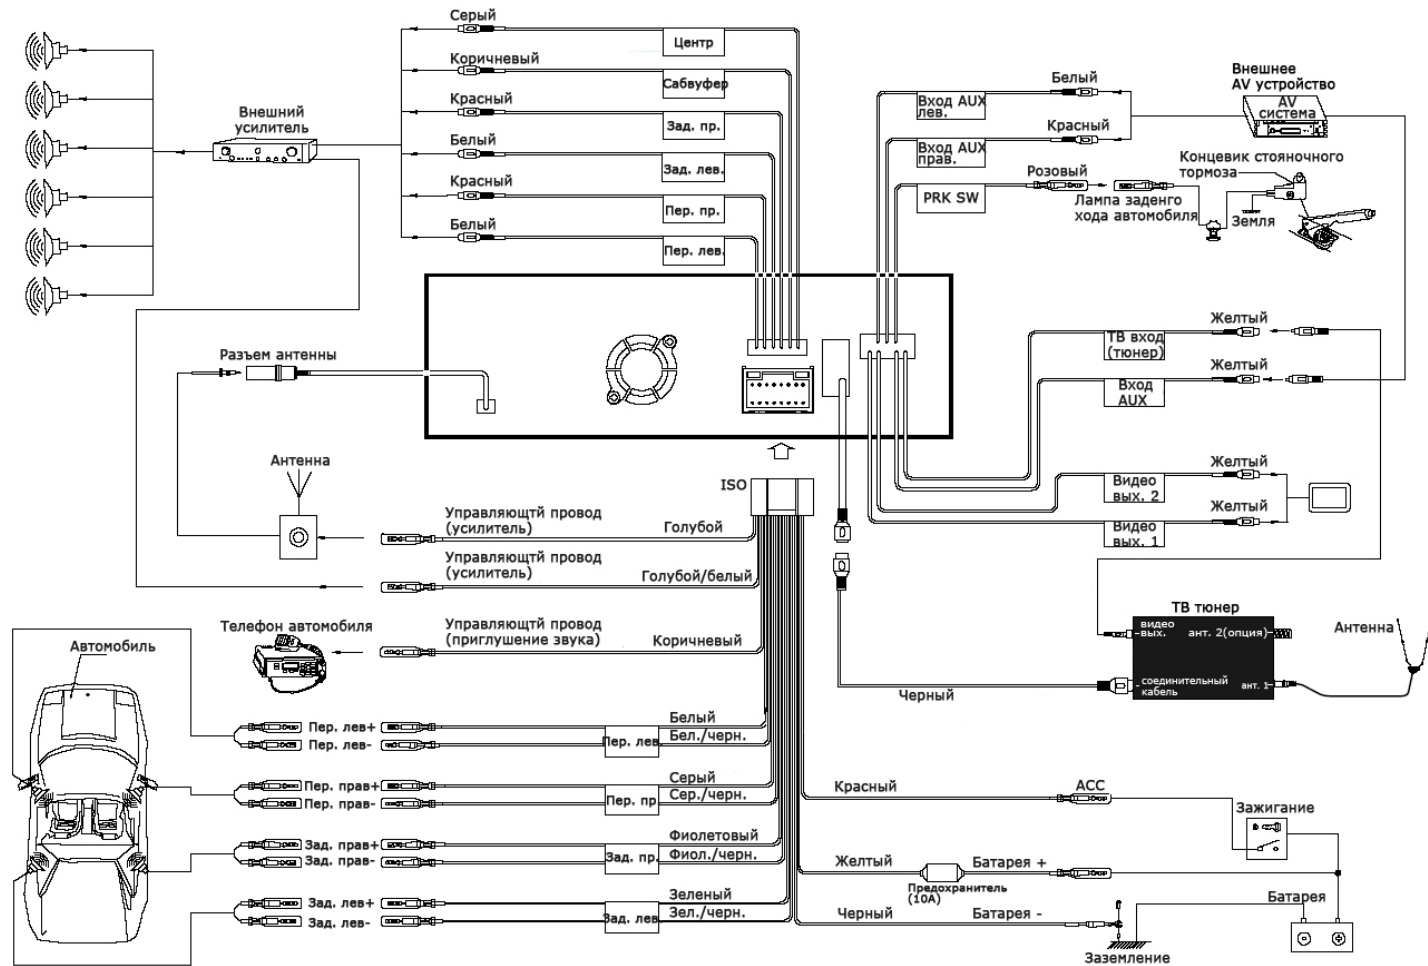 Серый
Центр
Коричневый
Сабвуфер
Красный
Зад. пр.
Белый
Зад. лев.
Красный
Пер. пр.
Белый
Пер. лев.
Внешний
усилитель
Белый
Вход AUX
лев.
Красный
Вход AUX
прав.
Розовый
PRK SW
Внешнее
AV устройство
AV
система
Концевик стояночного
тормоза
Лампа заденго
хода автомобиля
Земля
Разъем антенны
Желтый
ТВ вход
(тюнер)
Желтый
Вход
AUX
Желтый
Видео
вых. 2
Желтый
Видео
вых. 1
Антенна
ISO
Управляющтй провод
(усилитель)
Голубой
Управляющтй провод
(усилитель)
Голубой/белый
Управляющтй провод
(приглушение звука)
Коричневый
Телефон автомобиля
Автомобиль
ТВ тюнер
видео
вых.
ант. 2(опция)
соединительный
кабель
ант. 1
Антенна
Черный
Пер. лев+
Пер. лев-
Пер. лев.
Белый
Бел./черн.
Пер. прав+
Пер. прав-
Пер. пр.
Серый
Сер./черн.
Зад. прав+
Зад. прав-
Зад. пр.
Фиолетовый
Фиол./черн.
Зад. лев+
Зад. лев-
Зад. лев.
Зеленый
Зел./черн.
Красный
ACC
Зажигание
Желтый
Предохранитель
(10А)
Батарея +
Черный
Батарея -
Заземление
Батарея